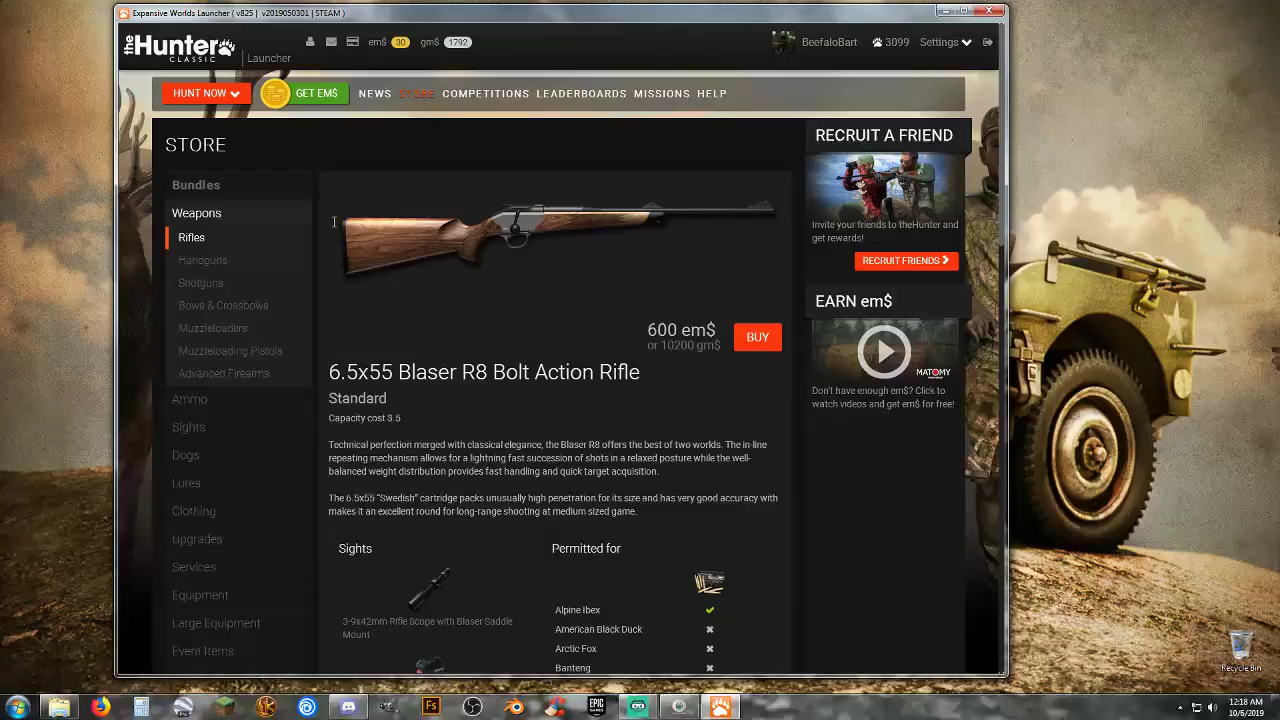 Expansive Worlds Launcher ( v825 | v2019050301 ( STEAM )
theHunter CLASSIC
Launcher
em$ 30 gm$ 1792
BeefaloBart 3099 Settings
HUNT NOW GET EM$ NEWS STORE COMPETITIONS LEADERBOARDS MISSIONS HELP
STORE
Bundles
Weapons
Rifles
Handguns
Shotguns
Bows & Crossbows
Muzzleloaders
Muzzleloading Pistols
Advanced Firearms
Ammo
Sights
Dogs
Lures
Clothing
upgrades
Services
Equipment
Large Equipment
Event Items
600 em$
or 10200 gm$
BUY
6.5x55 Blaser R8 Bolt Action Rifle
Standard
Capacity cost 3.5
Technical perfection merged with classical elegance, the Blaser R8 offers the best of two worlds. The in-line
repeating mechanism allows for a lightning fast succession of shots in a relaxed posture while the well-
balanced weight distribution provides fast handling and quick target acquisition.
The 6.5x55 "Swedish" cartridge packs unusually high penetration for its size and has very good accuracy with
makes it an excellent round for long-range shooting at medium sized game.
Sights
3-9x42mm Rifle Scope with Blaser Saddle
Mount
Permitted for
Alpine Ibex
American Black Duck
Arctic Fox
Banteng
RECRUIT A FRIEND
Invite your friends to theHunter and
get rewards!
RECRUIT FRIENDS
EARN em$
MATOMY
Don't have enough em$? Click to
watch videos and get em$ for free!
Recycle Bin
Fs
EPIC
GAMES
12:18 AM
10/6/2019